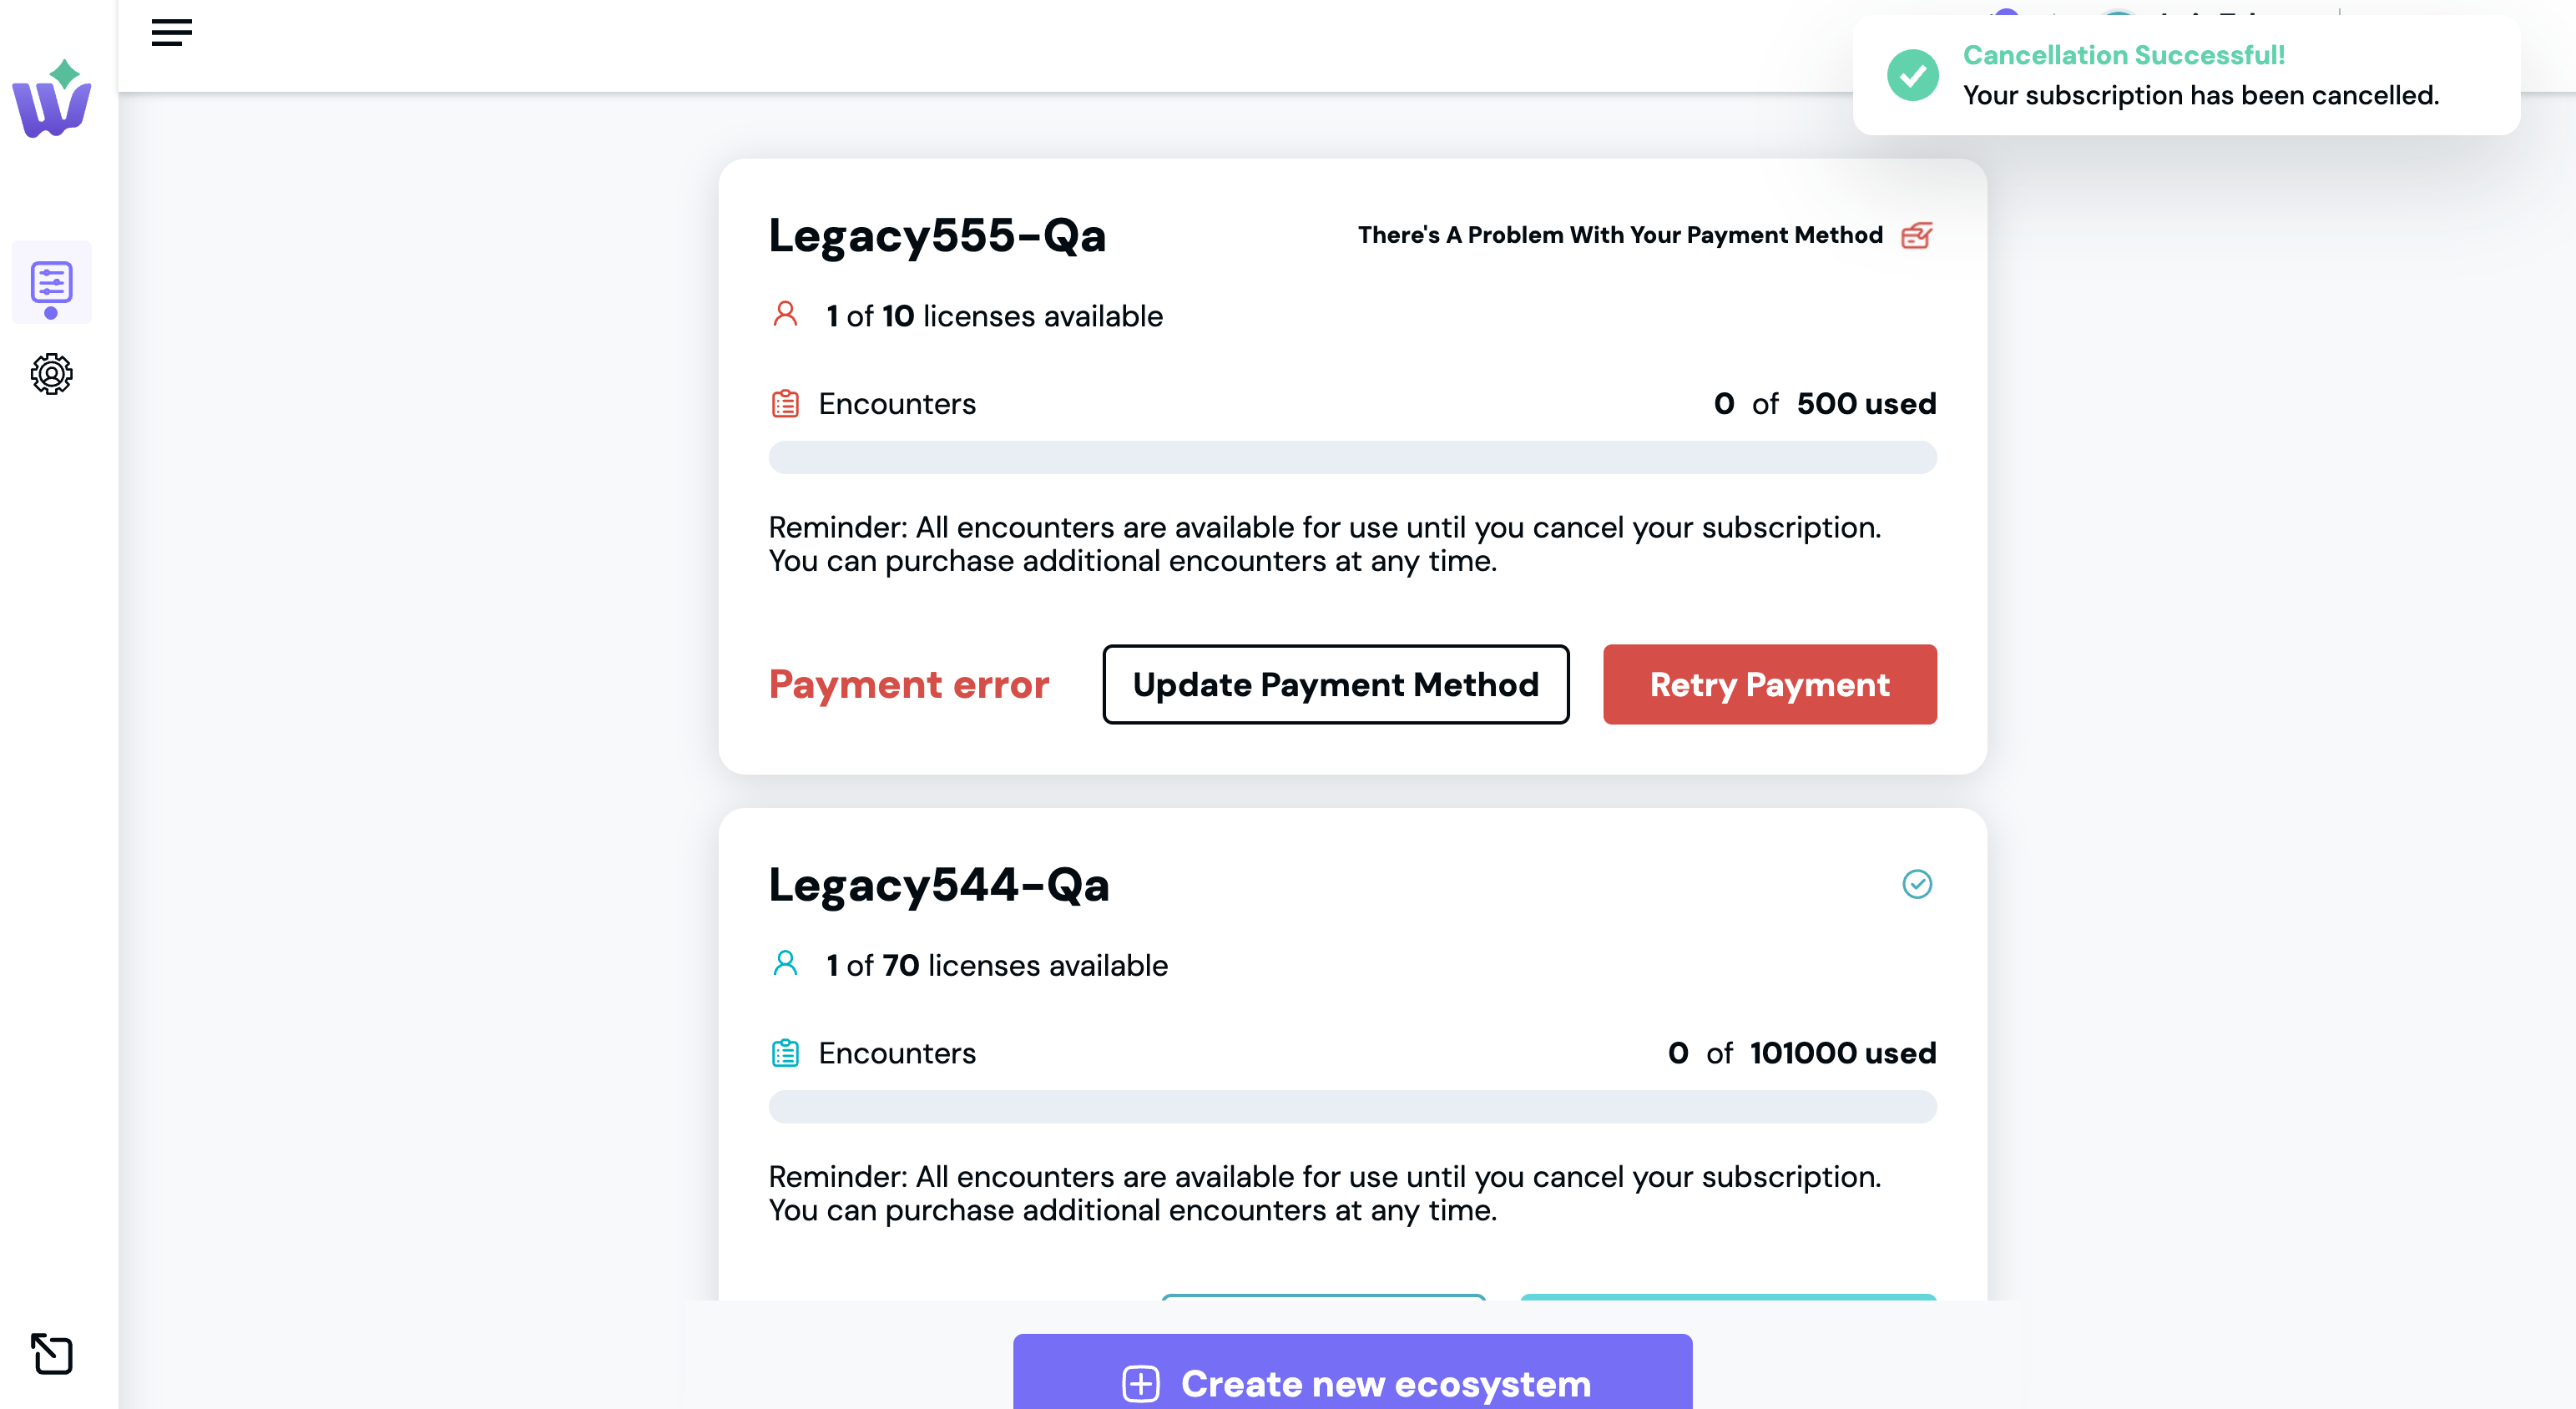 Cancellation Successful!
Your subscription has been cancelled.
Legacy555-Qa
There's A Problem With Your Payment Method
1 of 10 licenses available
Encounters
0 of 500 used
Reminder: All encounters are available for use until you cancel your subscription.
You can purchase additional encounters at any time.
Payment error
Update Payment Method
Retry Payment
Legacy544-Qa
1 of 70 licenses available
Encounters
0 of 101000 used
Reminder: All encounters are available for use until you cancel your subscription.
You can purchase additional encounters at any time.
Create new ecosystem